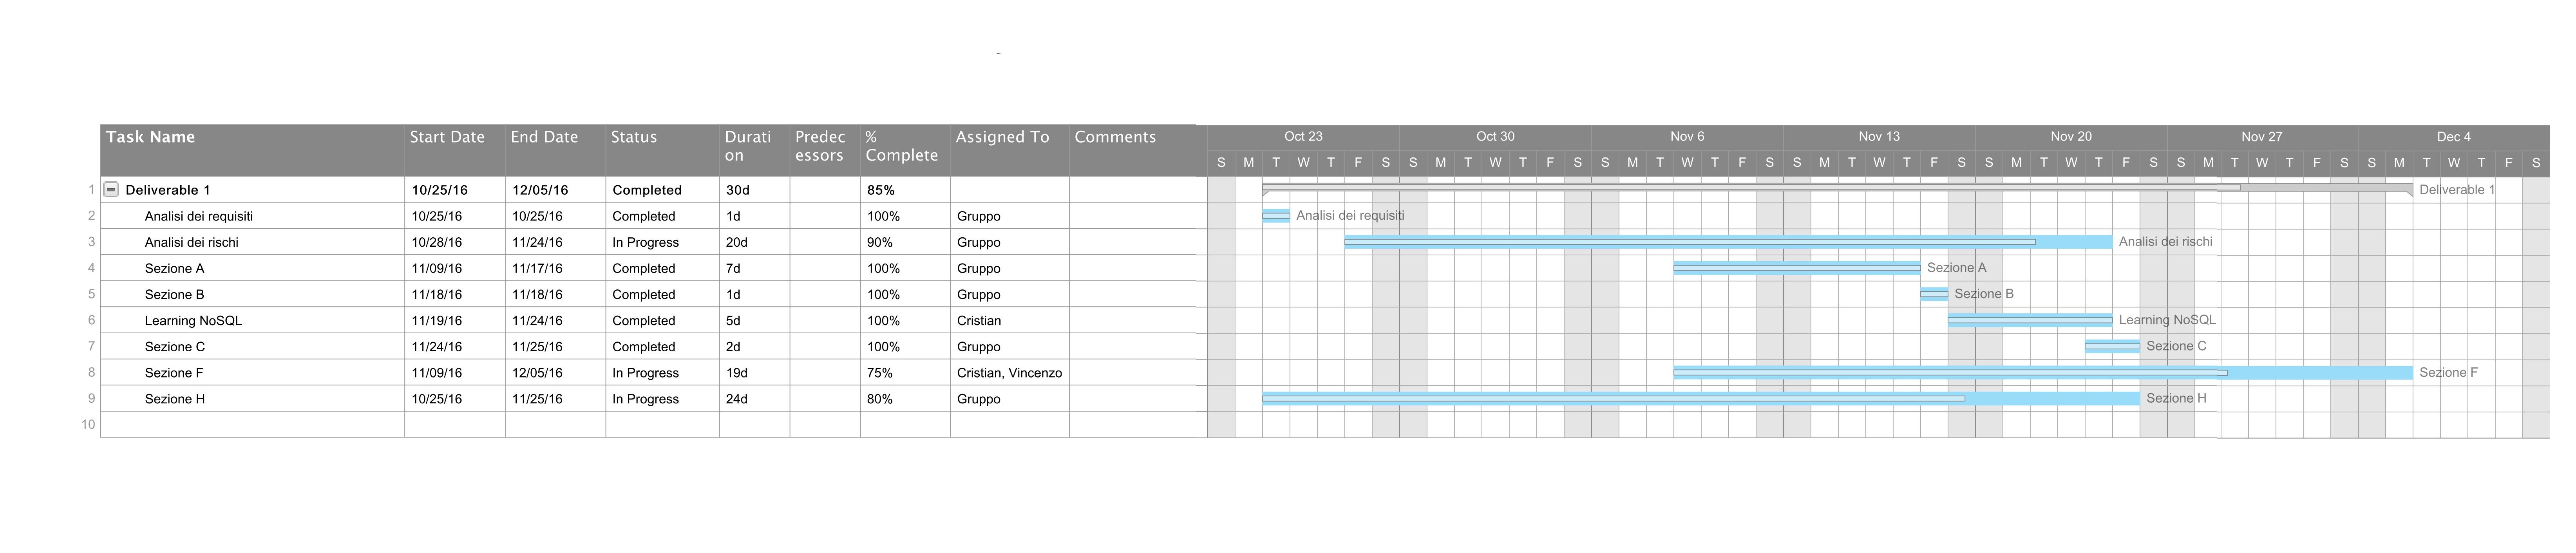 Task Name Start Date End Date Status Durati Predec % Assigned To Comments Oct 23 Oct 30 Nov 6 Nov 13 Nov 20 Nov 27 Dec 4
on essors Complete S M T W T F S S M T W T F S S M T W T F S S M T W T F S S M T W T F S S M T W T F S S M T W T F S
1 Deliverable 1 10/25/16 12/05/16 Completed 30d 85% Deliverable 1
2 Analisi dei requisiti 10/25/16 10/25/16 Completed 1d 100% Gruppo Analisi dei requisiti
3 Analisi dei rischi 10/28/16 11/24/16 In Progress 20d 90% Gruppo Analisi dei rischi
4 Sezione A 11/09/16 11/17/16 Completed 7d 100% Gruppo Sezione A
5 Sezione B 11/18/16 11/18/16 Completed 1d 100% Gruppo Sezione B
6 Learning NoSQL 11/19/16 11/24/16 Completed 5d 100% Cristian Learning NoSQL
7 Sezione C 11/24/16 11/25/16 Completed 2d 100% Gruppo Sezione C
8 Sezione F 11/09/16 12/05/16 In Progress 19d 75% Cristian, Vincenzo Sezione F
9 Sezione H 10/25/16 11/25/16 In Progress 24d 80% Gruppo Sezione H
10